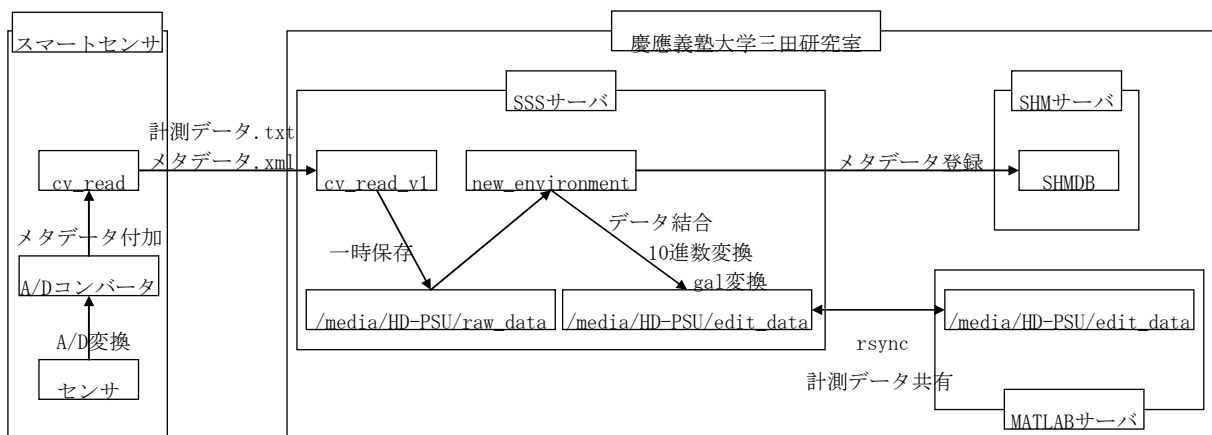 スマートセンサ
慶應義塾大学三田研究室
SSSサーバ
SHMサーバ
計測データ.txt
メタデータ.xml
cv_read
cv_read_v1
new_environment
メタデータ登録
SHMDB
メタデータ付加
データ結合
一時保存
10進数変換
gal変換
A/Dコンバータ
/media/HD-PSU/raw_data
/media/HD-PSU/edit_data
/media/HD-PSU/edit_data
A/D変換
rsync
センサ
計測データ共有
MATLABサーバ